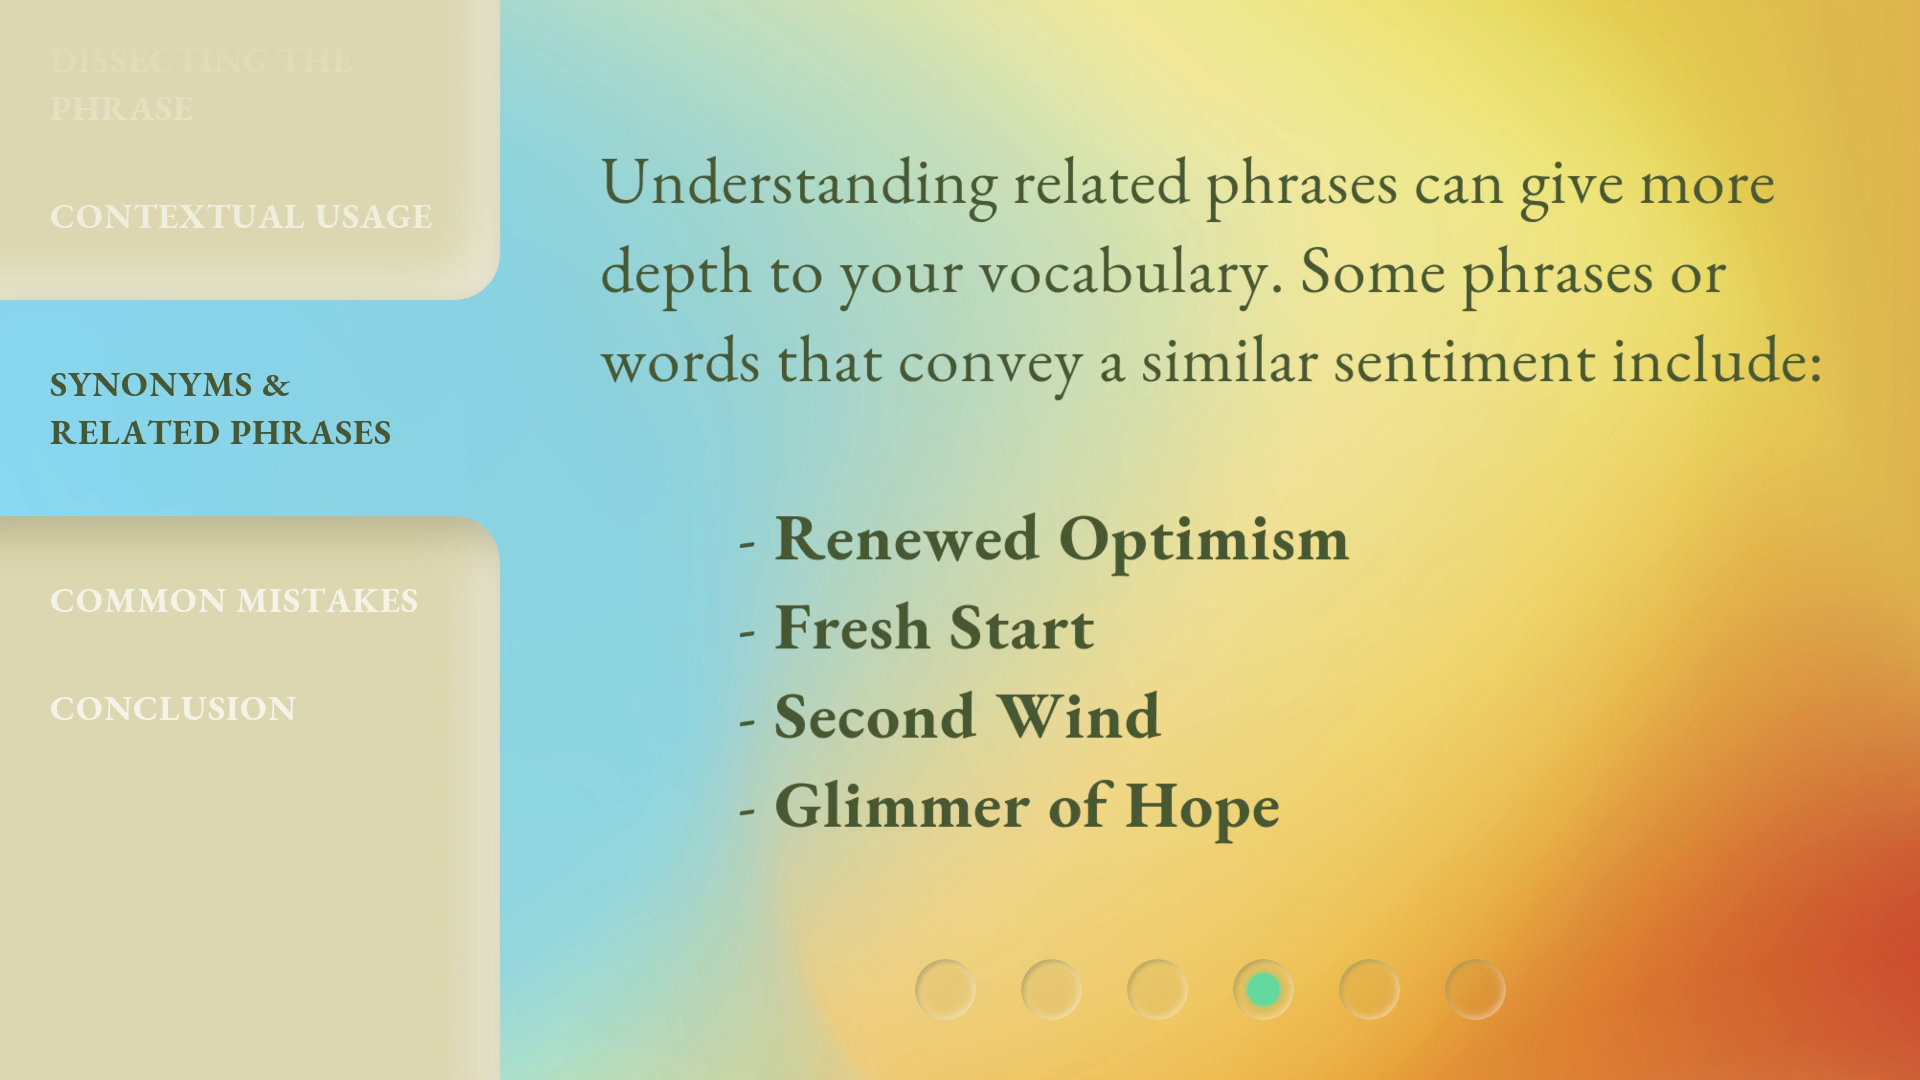 DISSECTING THE
PHRASE
CONTEXTUAL USAGE
SYNONYMS &
RELATED PHRASES
COMMON MISTAKES
CONCLUSION
Understanding related phrases can give more
depth to your vocabulary. Some phrases or
words that convey a similar sentiment include:
- Renewed Optimism
- Fresh Start
- Second Wind
- Glimmer of Hope